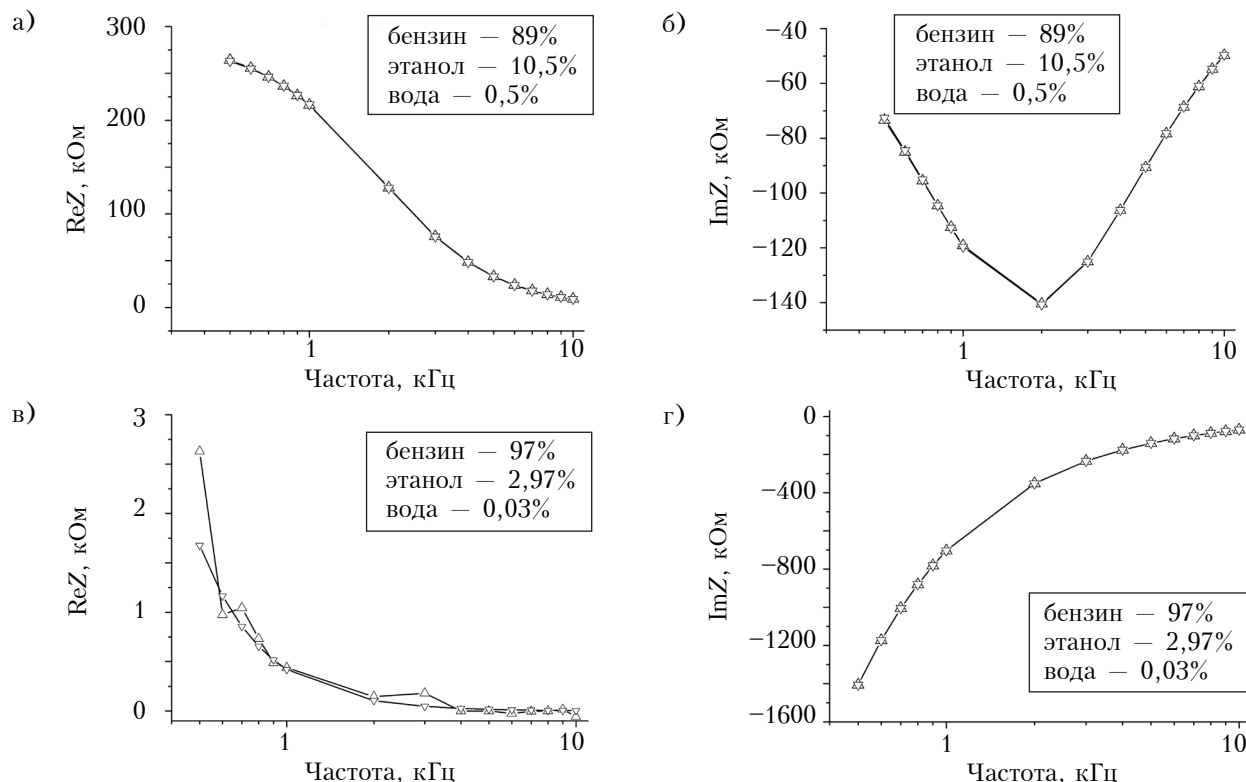 а)
300
200
100
0
ReZ, кОм
бензин — 89%
этанол — 10,5%
вода — 0,5%
1
10
Частота, кГц
б)
−40
−60
−80
−100
−120
−140
ImZ, кОм
бензин — 89%
этанол — 10,5%
вода — 0,5%
1
10
Частота, кГц
в)
3
2
1
0
ReZ, кОм
бензин — 97%
этанол — 2,97%
вода — 0,03%
1
10
Частота, кГц
г)
0
−400
−800
−1200
−1600
ImZ, кОм
бензин — 97%
этанол — 2,97%
вода — 0,03%
1
10
Частота, кГц